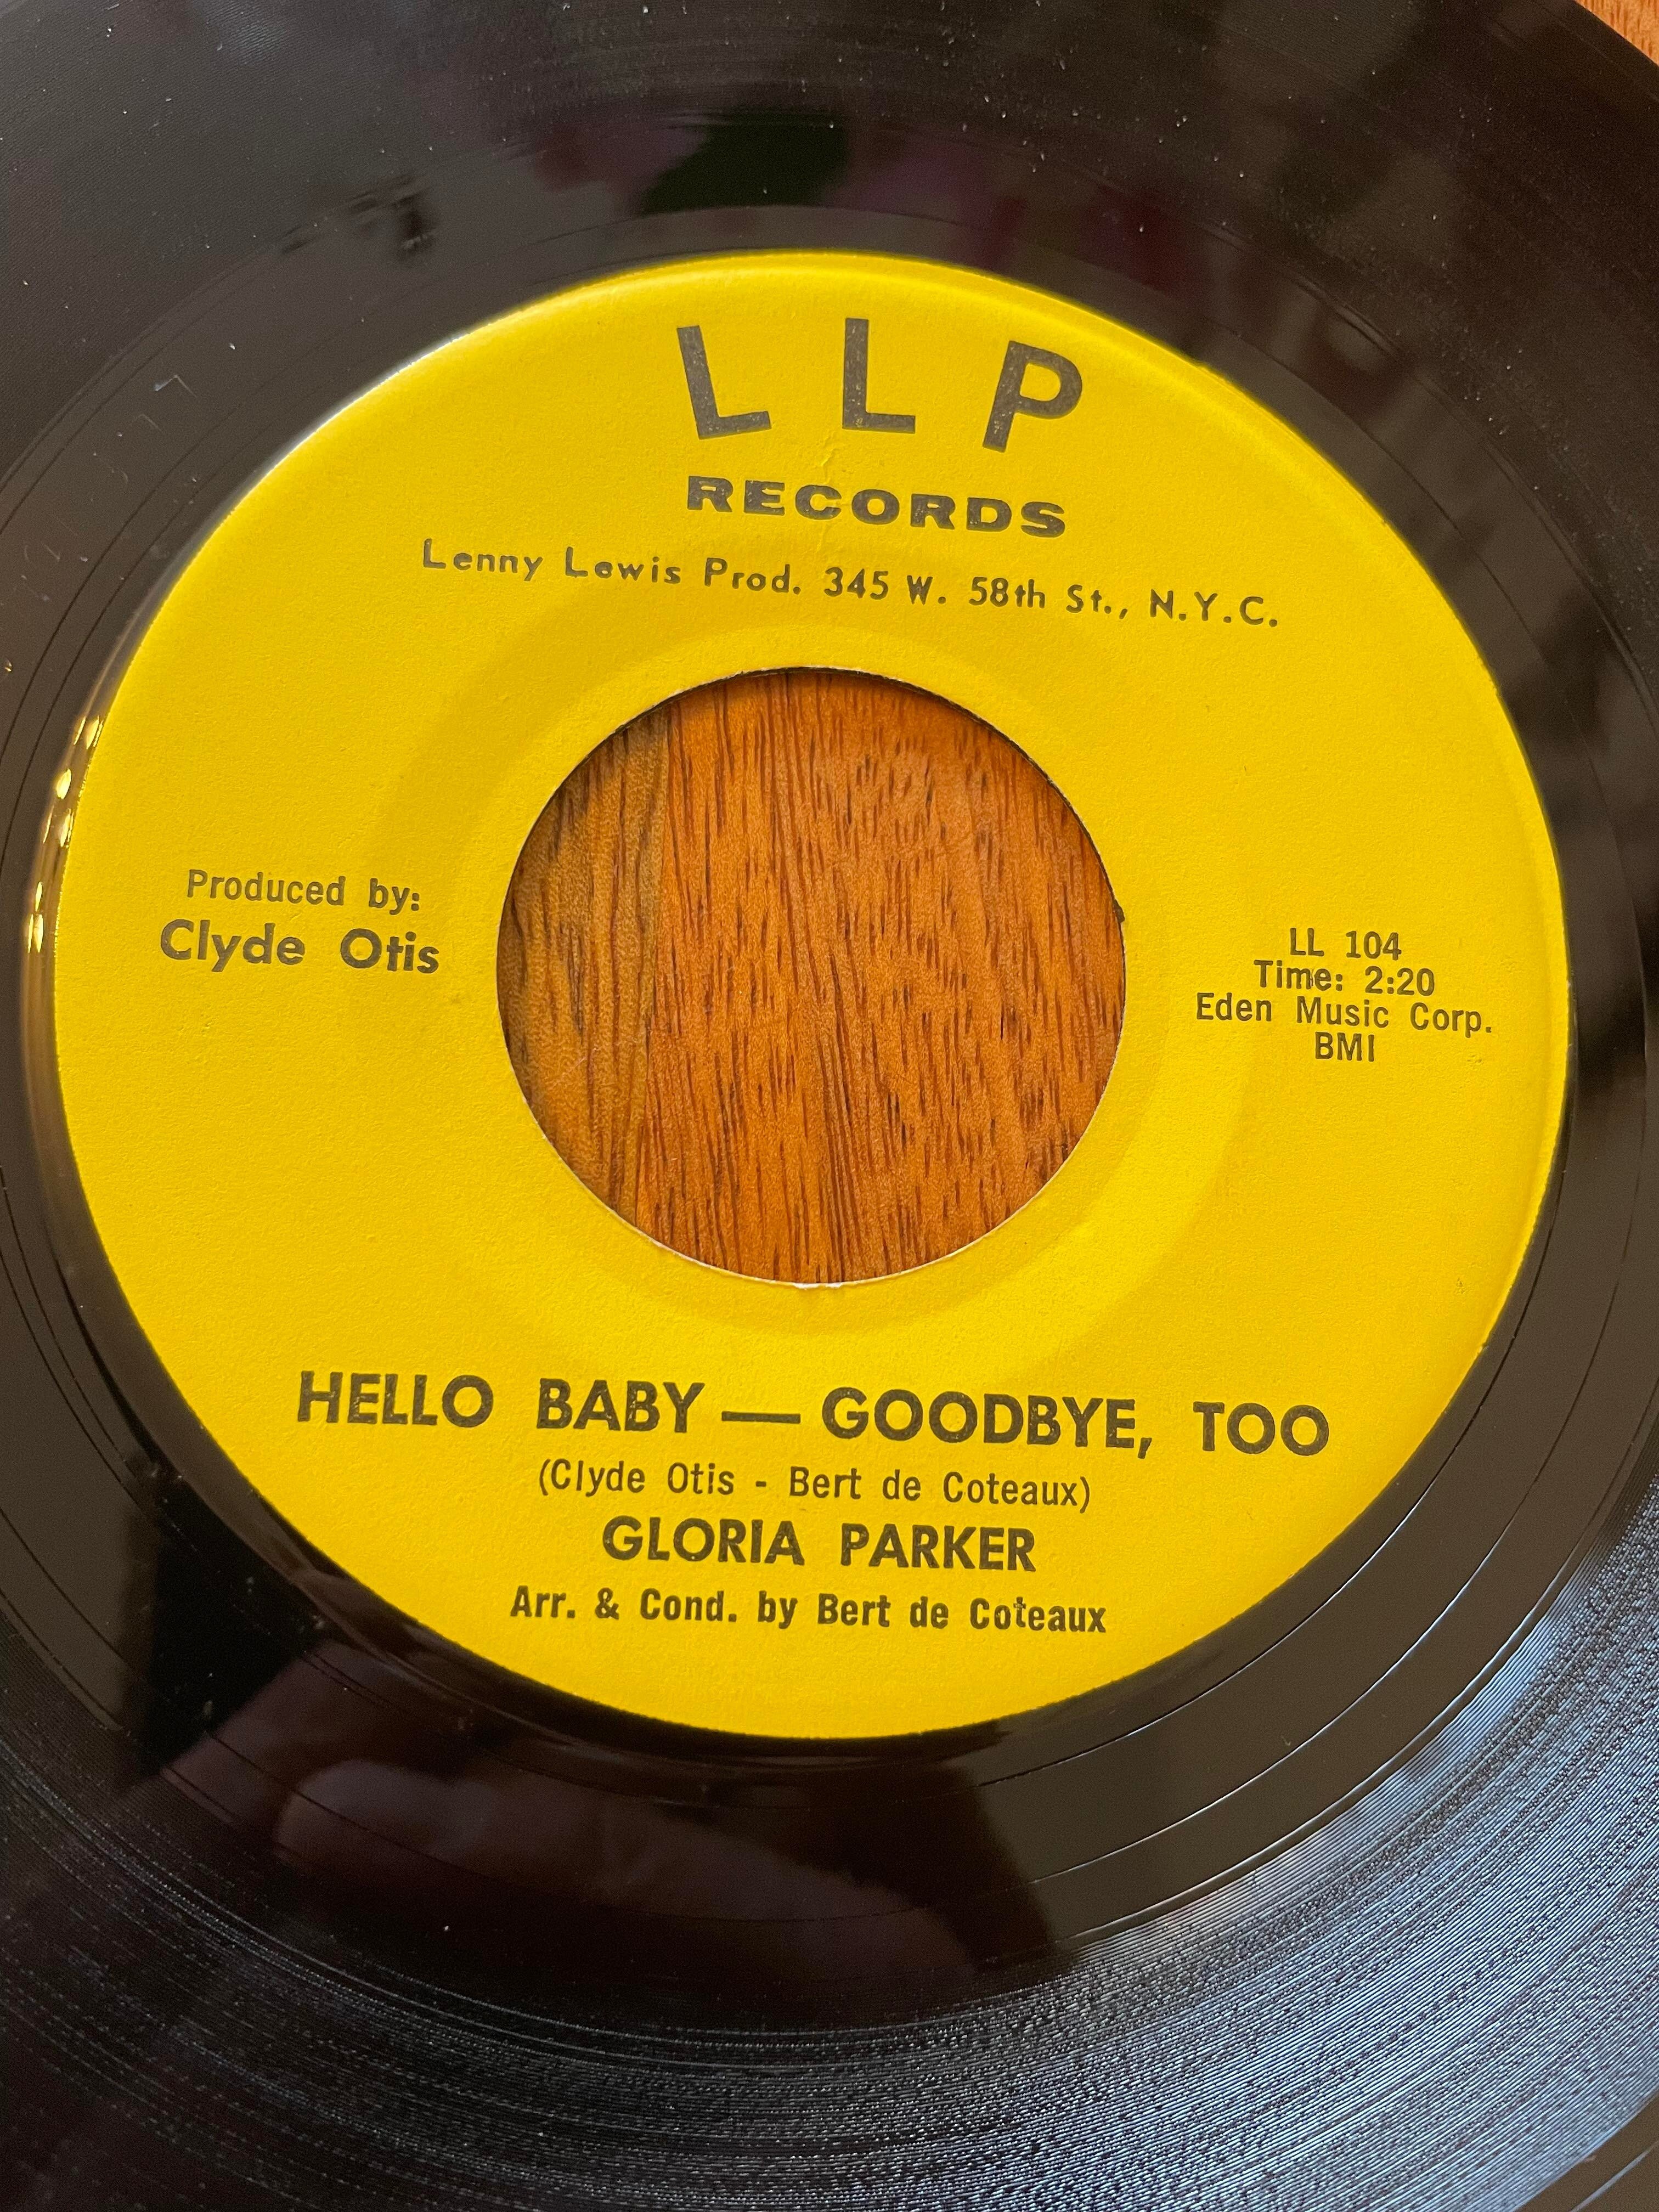 LLP
RECORDS
Lenny Lewis Prod. 345 W. 58th St., N.Y.C.
Produced by:
Clyde Otis
LL 104
Time: 2:20
Eden Music Corp.
BMI
HELLO BABY — GOODBYE, TOO
(Clyde Otis - Bert de Coteaux)
GLORIA PARKER
Arr. & Cond. by Bert de Coteaux